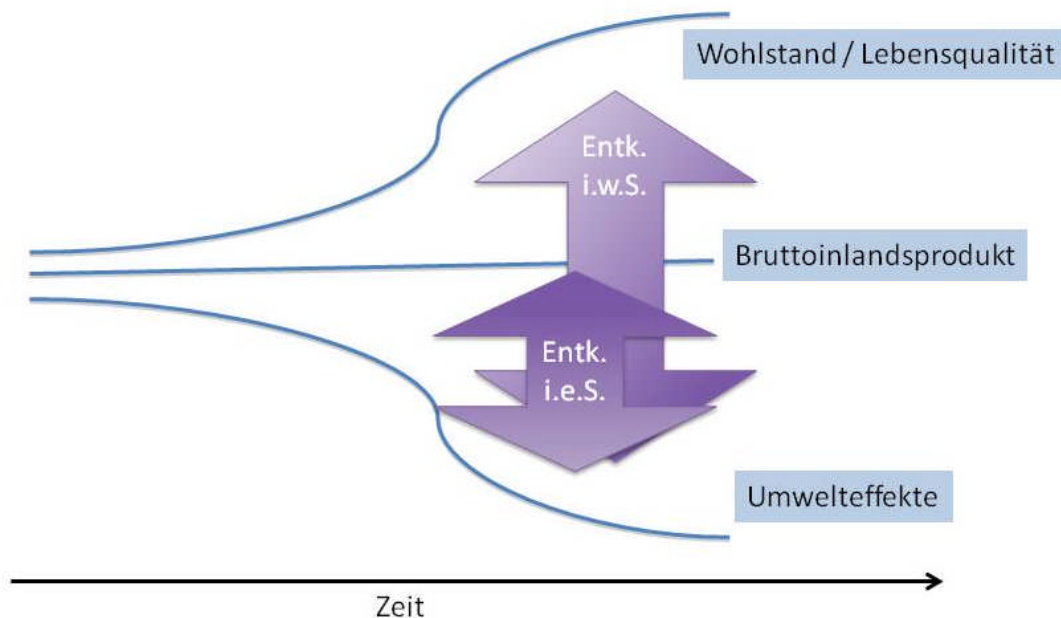 Wohlstand / Lebensqualität
Entk.
i.w.S.
Bruttoinlandsprodukt
Entk.
i.e.S.
Umwelteffekte
Zeit